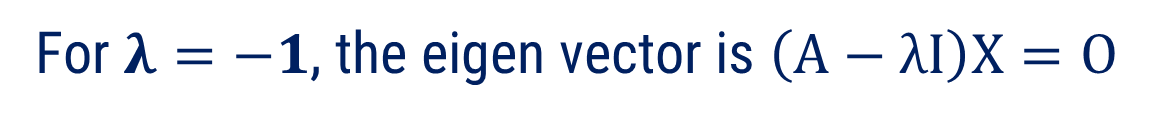 For λ = −1, the eigen vector is (A − λI)X = O